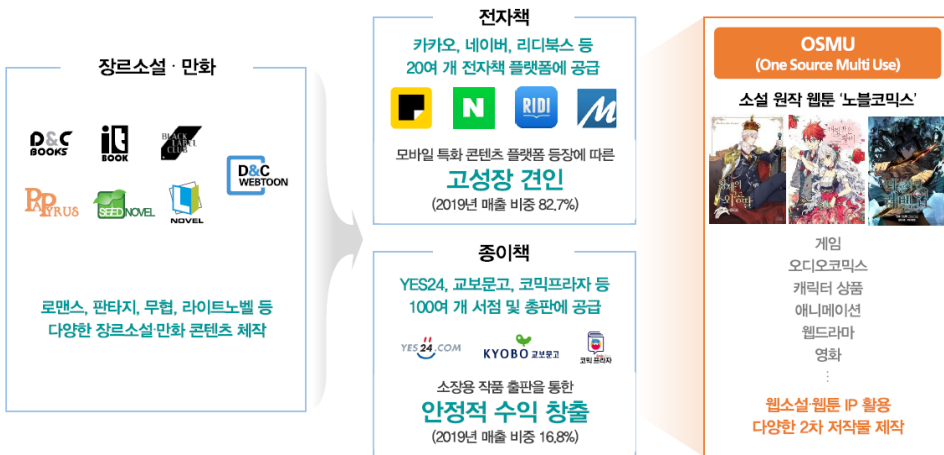 장르소설 · 만화
D&C
BOOKS
it
BOOK
BLACK
LABEL
CLUB
D&C
WEBTOON
PAPYRUS
SEED NOVEL
NOVEL
로맨스, 판타지, 무협, 라이트노벨 등
다양한 장르소설·만화 콘텐츠 체작
전자책
카카오, 네이버, 리디북스 등
20여 개 전자책 플랫폼에 공급
N
RIDI
M
모바일 특화 콘텐츠 플랫폼 등장에 따른
고성장 견인
(2019년 매출 비중 82.7%)
종이책
YES24, 교보문고, 코믹프라자 등
100여 개 서점 및 총판에 공급
YES24.COM
KYOBO 교보문고
코믹 프라자
소장용 작품 출판을 통한
안정적 수익 창출
(2019년 매출 비중 16.8%)
OSMU
(One Source Multi Use)
소설 원작 웹툰 '노블코믹스'
게임
오디오코믹스
캐릭터 상품
애니메이션
웹드라마
영화
⋮
웹소설·웹툰 IP 활용
다양한 2차 저작물 제작